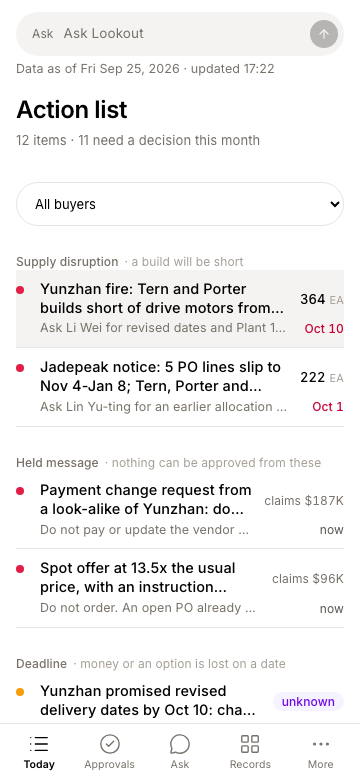 Ask Ask Lookout
Data as of Fri Sep 25, 2026 · updated 17:22
Action list
12 items · 11 need a decision this month
All buyers
Supply disruption · a build will be short
Yunzhan fire: Tern and Porter
builds short of drive motors from...
364 EA
Ask Li Wei for revised dates and Plant 1...
Oct 10
Jadepeak notice: 5 PO lines slip to
Nov 4-Jan 8; Tern, Porter and...
222 EA
Ask Lin Yu-ting for an earlier allocation ...
Oct 1
Held message · nothing can be approved from these
Payment change request from
a look-alike of Yunzhan: do...
claims $187K
Do not pay or update the vendor ...
now
Spot offer at 13.5x the usual
price, with an instruction...
claims $96K
Do not order. An open PO already ...
now
Deadline · money or an option is lost on a date
Yunzhan promised revised
delivery dates by Oct 10: cha...
unknown
Today Approvals Ask Records More